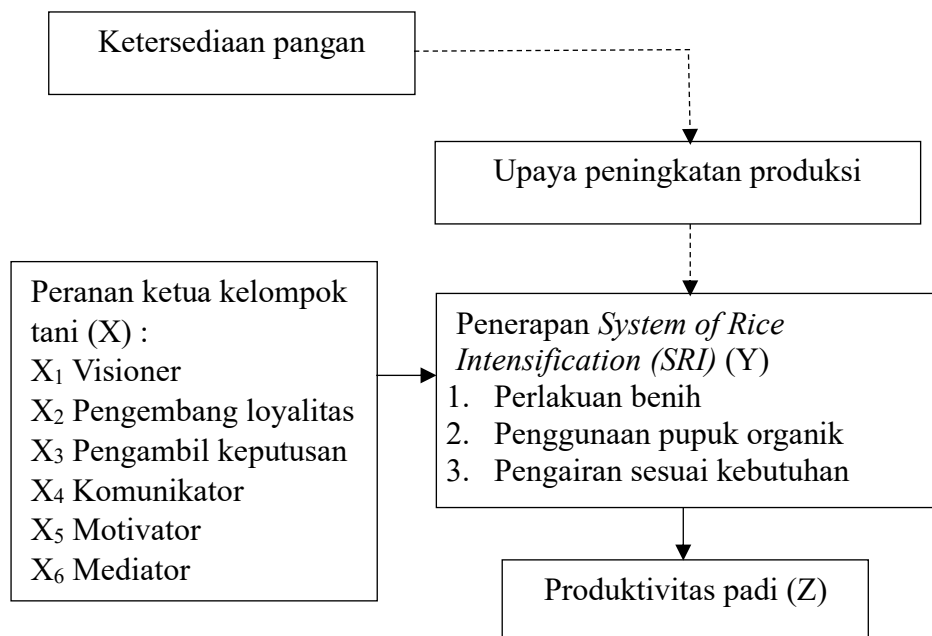 Ketersediaan pangan
Upaya peningkatan produksi
Peranan ketua kelompok
tani (X) :
X₁ Visioner
X₂ Pengembang loyalitas
X₃ Pengambil keputusan
X₄ Komunikator
X₅ Motivator
X₆ Mediator
Penerapan System of Rice
Intensification (SRI) (Y)
1. Perlakuan benih
2. Penggunaan pupuk organik
3. Pengairan sesuai kebutuhan
Produktivitas padi (Z)